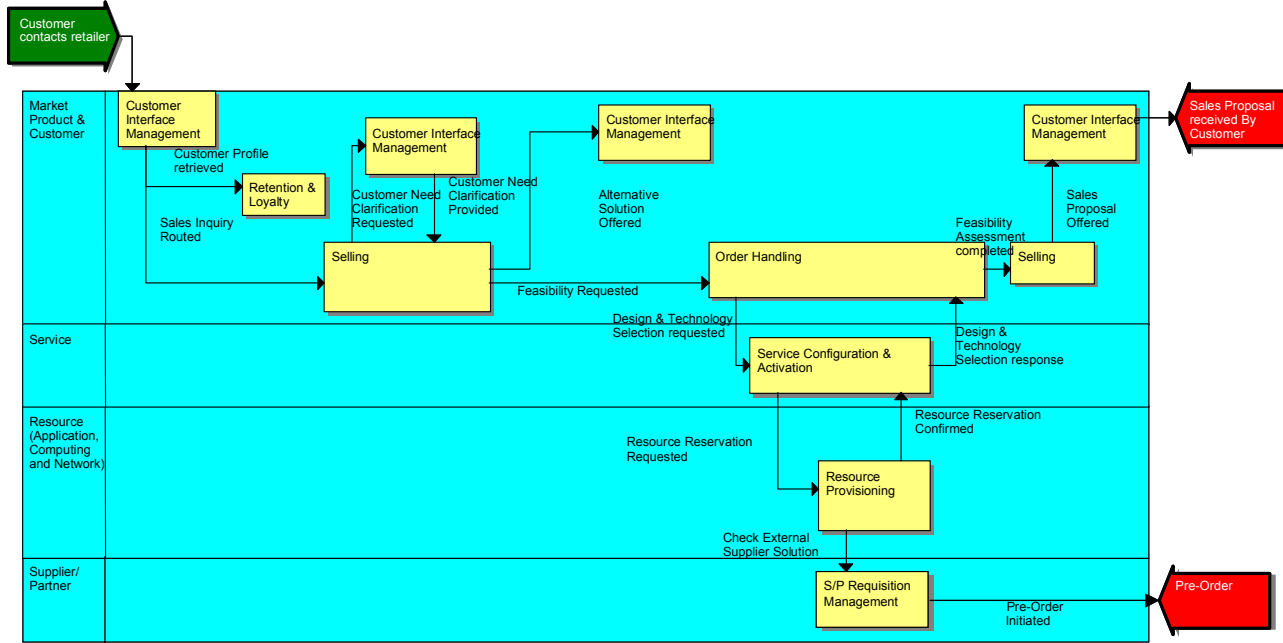 Customer
contacts retailer
Market
Product &
Customer
Customer
Interface
Management
Customer Interface
Management
Customer Interface
Management
Customer Interface
Management
Sales Proposal
received By
Customer
Customer Profile
retrieved
Retention &
Loyalty
Customer Need
Clarification
Requested
Customer Need
Clarification
Provided
Alternative
Solution
Offered
Sales
Proposal
Offered
Sales Inquiry
Routed
Feasibility
Assessment
completed
Selling
Order Handling
Selling
Feasibility Requested
Design & Technology
Selection requested
Design &
Technology
Selection response
Service
Service Configuration &
Activation
Resource
(Application,
Computing
and Network)
Resource Reservation
Confirmed
Resource Reservation
Requested
Resource
Provisioning
Check External
Supplier Solution
Supplier/
Partner
S/P Requisition
Management
Pre-Order
Initiated
Pre-Order